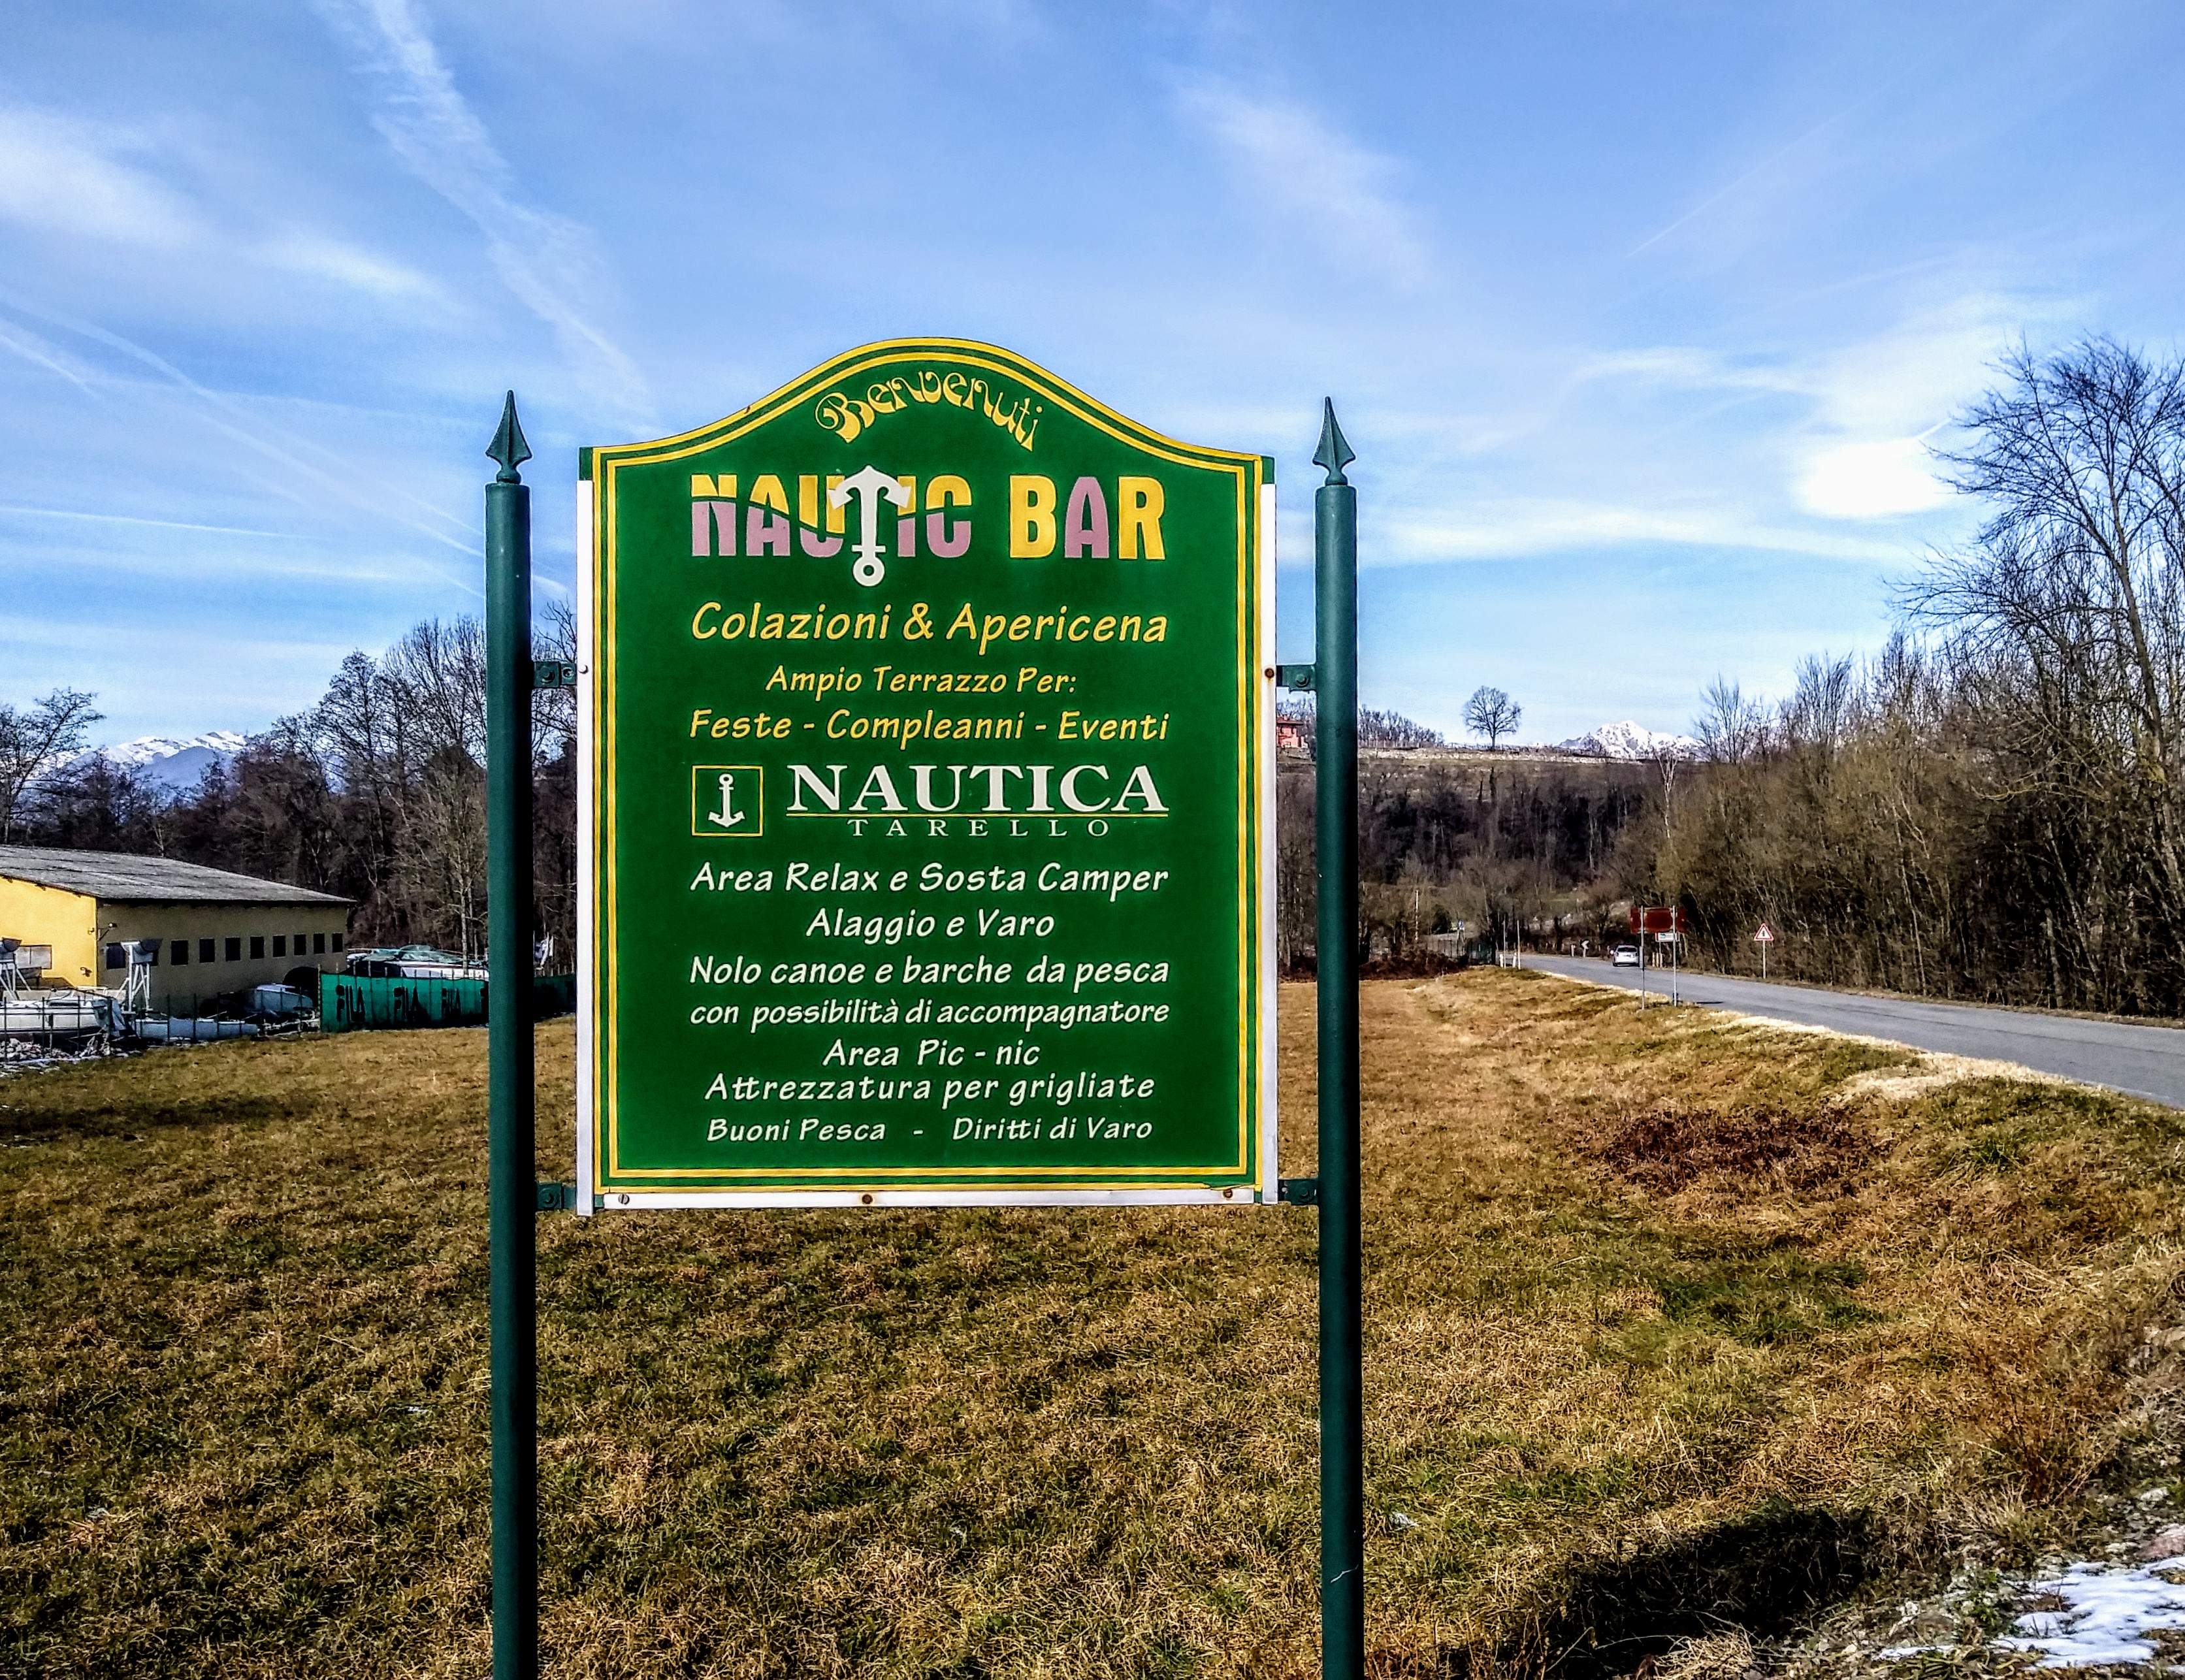 Benvenuti
NAUTIC BAR
Colazioni & Apericena
Ampio Terrazzo Per:
Feste - Compleanni - Eventi
NAUTICA
TARELLO
Area Relax e Sosta Camper
Alaggio e Varo
Nolo canoe e barche da pesca
con possibilità di accompagnatore
Area Pic - nic
Attrezzatura per grigliate
Buoni Pesca - Diritti di Varo